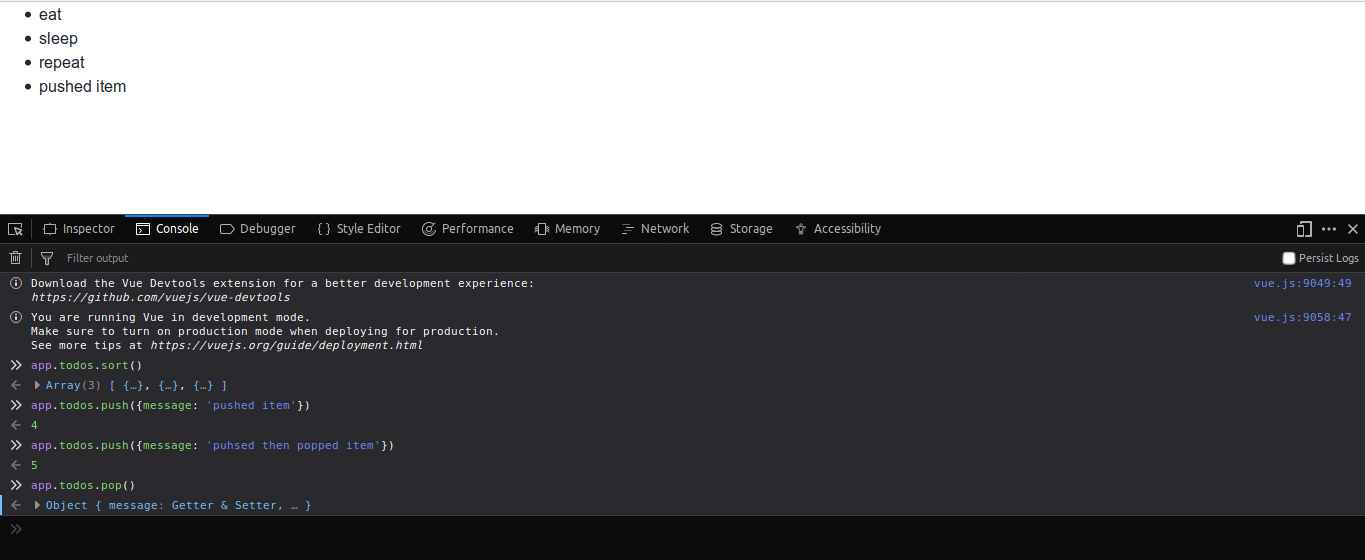 eat
sleep
repeat
pushed item
Inspector Console Debugger {} Style Editor Performance Memory Network Storage Accessibility
Filter output Persist Logs
Download the Vue Devtools extension for a better development experience: vue.js:9049:49
https://github.com/vuejs/vue-devtools
You are running Vue in development mode. vue.js:9058:47
Make sure to turn on production mode when deploying for production.
See more tips at https://vuejs.org/guide/deployment.html
app.todos.sort()
Array(3) [ {…}, {…}, {…} ]
app.todos.push({message: 'pushed item'})
4
app.todos.push({message: 'puhsed then popped item'})
5
app.todos.pop()
Object { message: Getter & Setter, … }